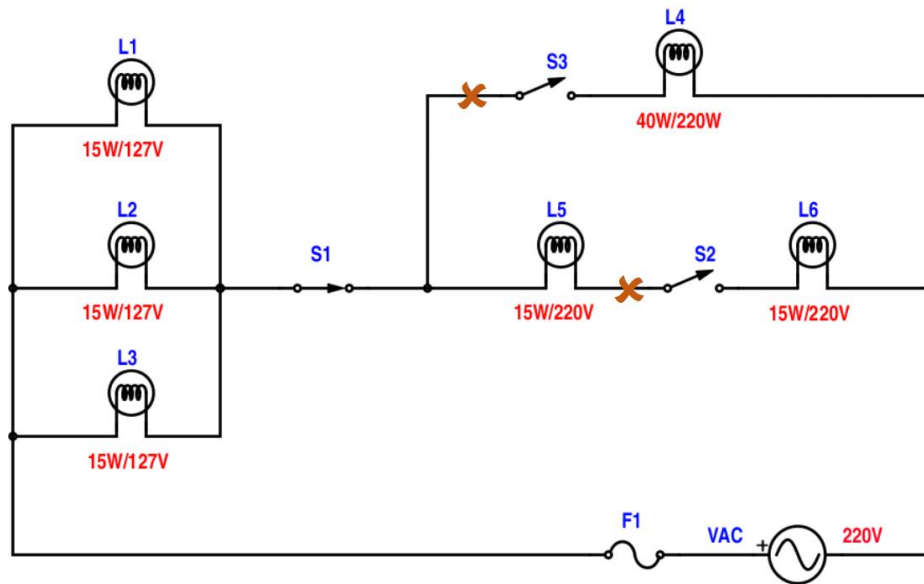 L1
15W/127V
L2
15W/127V
L3
15W/127V
S1
S3
L4
40W/220W
L5
15W/220V
S2
L6
15W/220V
F1
VAC
+
220V